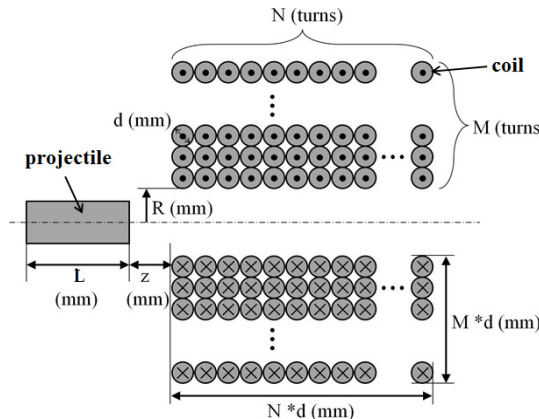 N (turns)
coil
d (mm)
M (turns
projectile
R (mm)
L
(mm)
z
(mm)
M *d (mm)
N *d (mm)